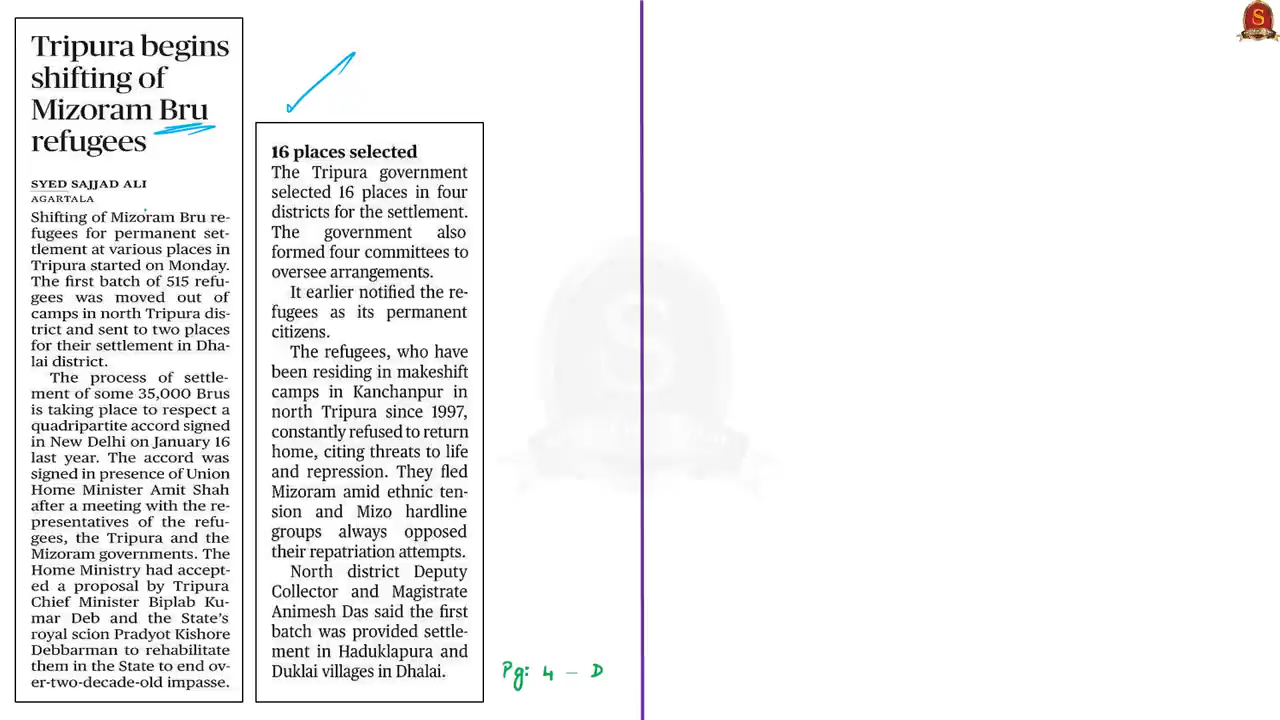 Tripura begins
shifting of
Mizoram Bru
refugees
SYED SAJJAD ALI
AGARTALA
Shifting of Mizoram Bru re-
fugees for permanent set-
tlement at various places in
Tripura started on Monday.
The first batch of 515 refu-
gees was moved out of
camps in north Tripura dis-
trict and sent to two places
for their settlement in Dha-
lai district.
The process of settle-
ment of some 35,000 Brus
is taking place to respect a
quadripartite accord signed
in New Delhi on January 16
last year. The accord was
signed in presence of Union
Home Minister Amit Shah
after a meeting with the re-
presentatives of the refu-
gees, the Tripura and the
Mizoram governments. The
Home Ministry had accept-
ed a proposal by Tripura
Chief Minister Biplab Ku-
mar Deb and the State's
royal scion Pradyot Kishore
Debbarman to rehabilitate
them in the State to end ov-
er-two-decade-old impasse.
16 places selected
The Tripura government
selected 16 places in four
districts for the settlement.
The government also
formed four committees to
oversee arrangements.
It earlier notified the re-
fugees as its permanent
citizens.
The refugees, who have
been residing in makeshift
camps in Kanchanpur in
north Tripura since 1997,
constantly refused to return
home, citing threats to life
and repression. They fled
Mizoram amid ethnic ten-
sion and Mizo hardline
groups always opposed
their repatriation attempts.
North district Deputy
Collector and Magistrate
Animesh Das said the first
batch was provided settle-
ment in Haduklapura and
Duklai villages in Dhalai.
Pg: 4 - D
S